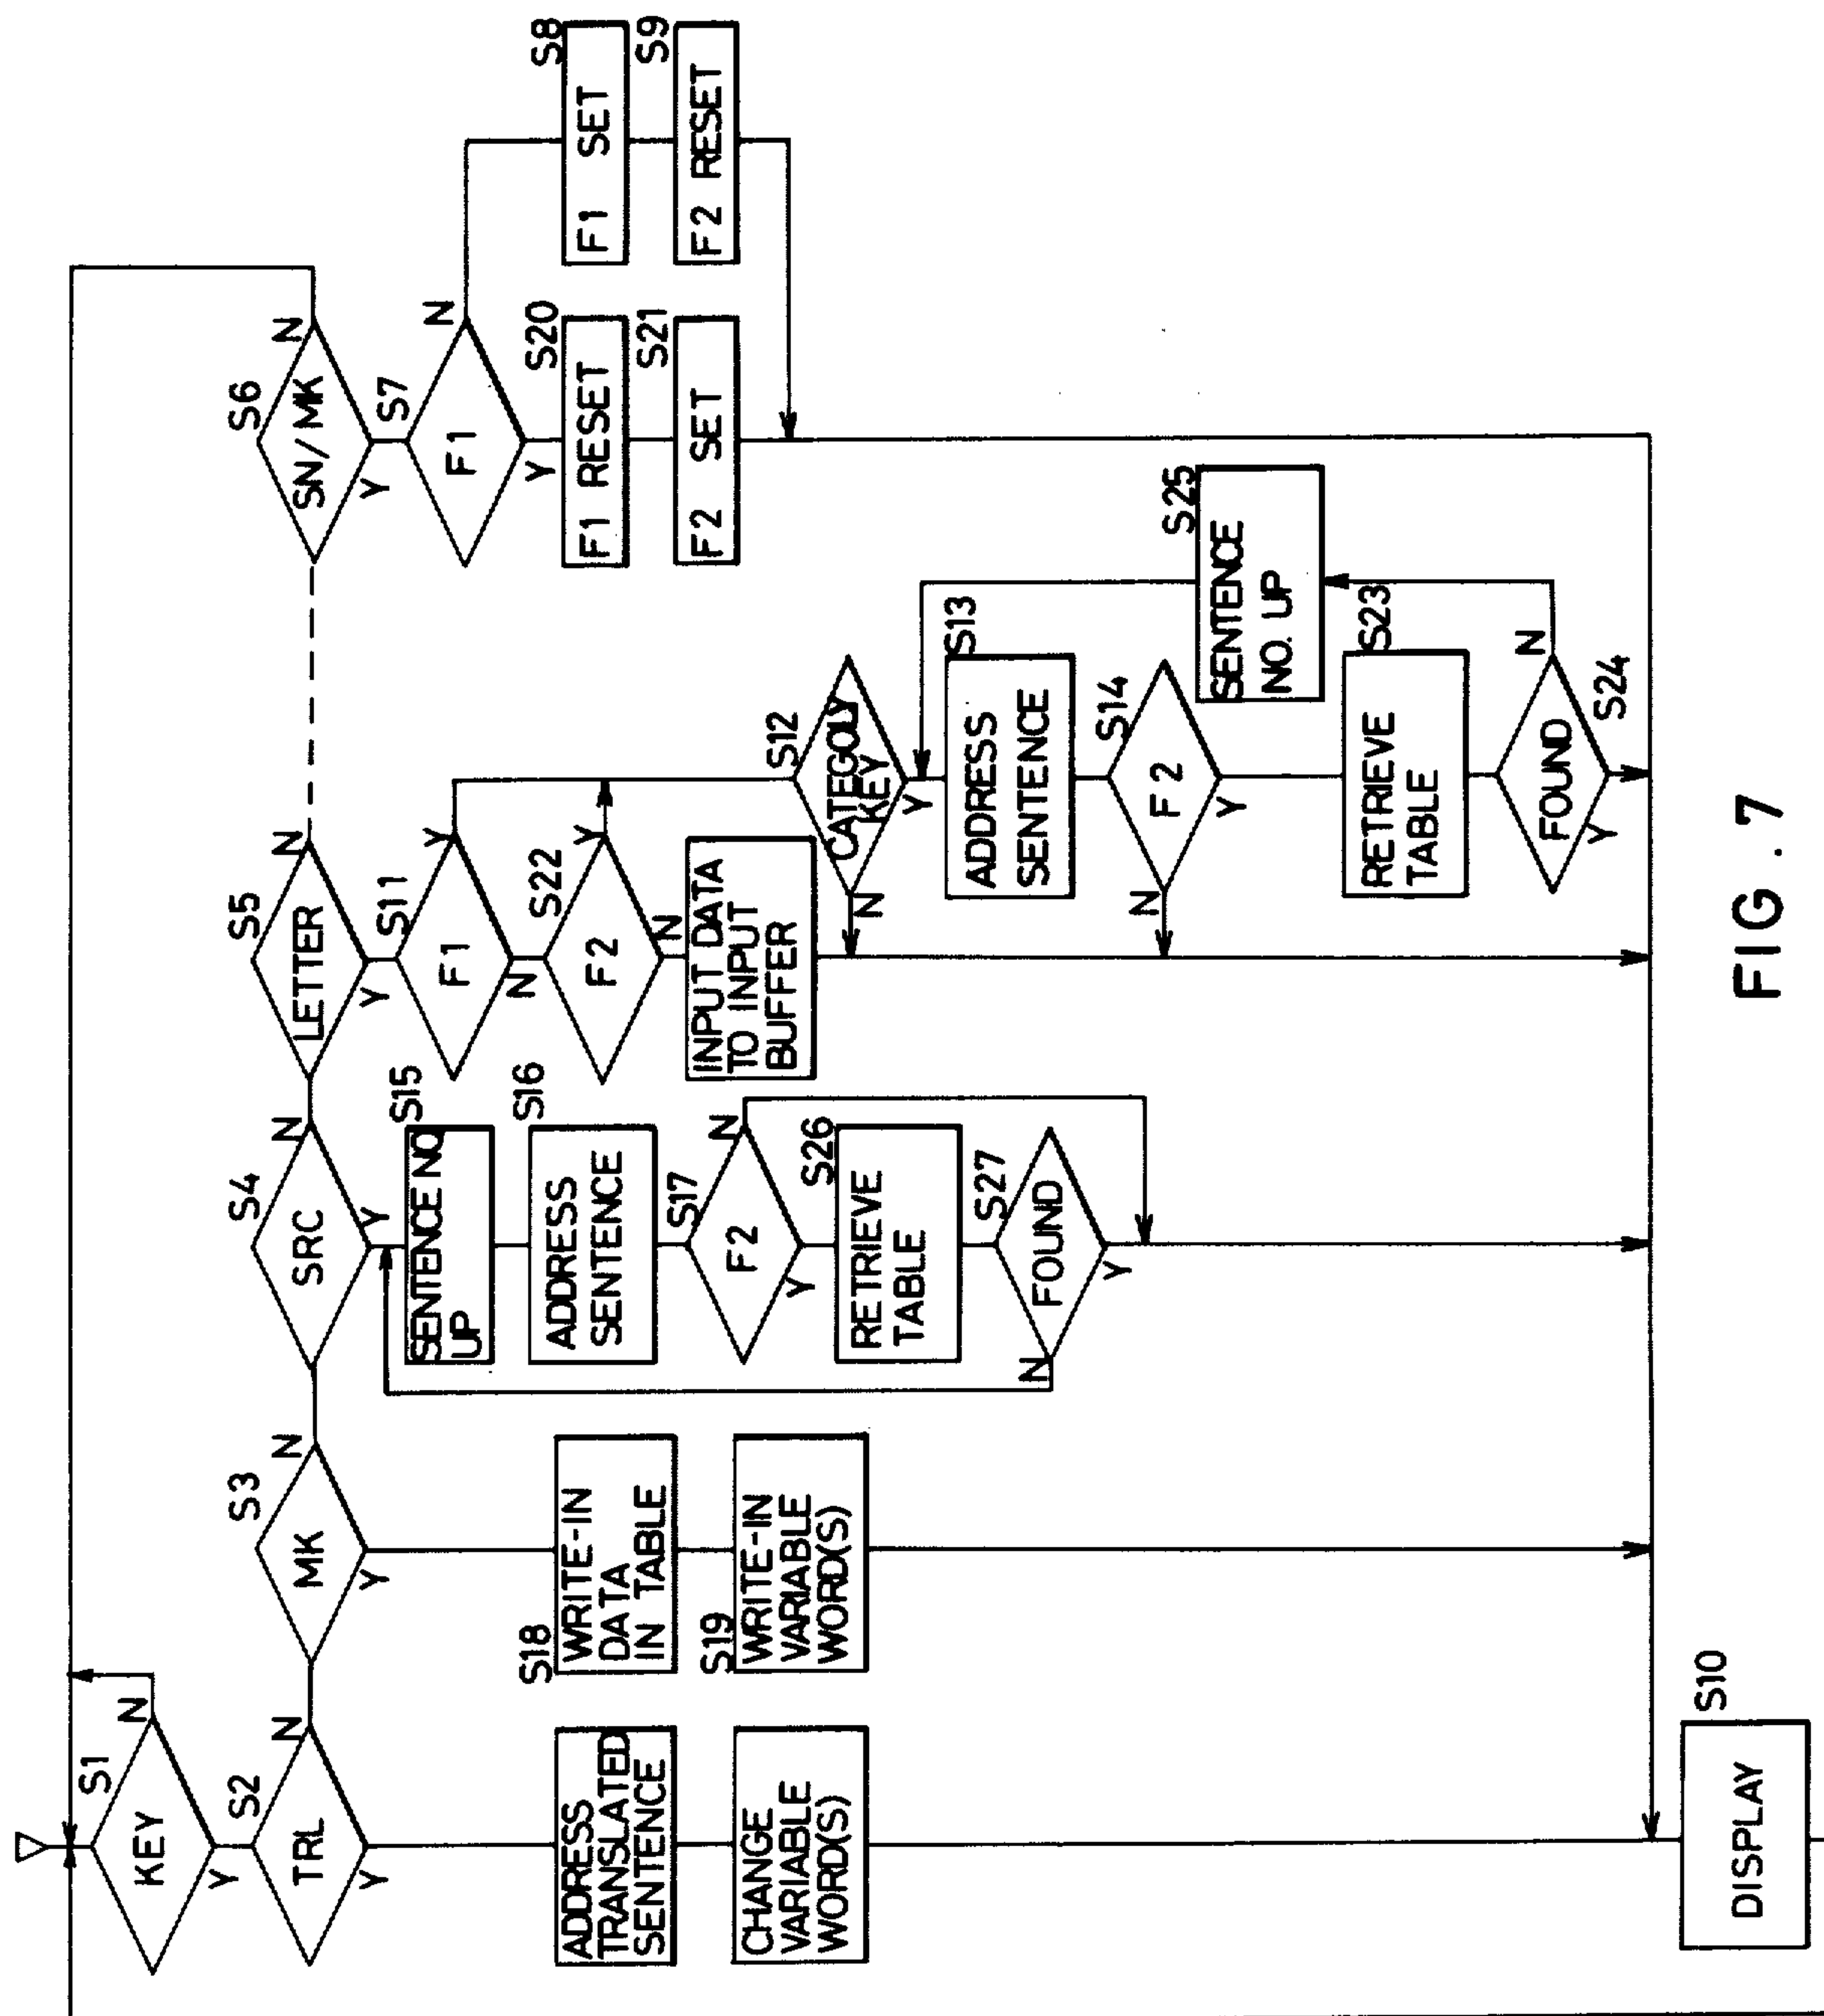 S1
KEY
N
Y
S2
TRL
N
Y
ADDRESS
TRANSLATED
SENTENCE
CHANGE
VARIABLE
WORD(S)
S3
MK
N
Y
S18
WRITE-IN
DATA
IN TABLE
S19
WRITE-IN
VARIABLE
WORD(S)
S4
SRC
N
Y
S15
SENTENCE NO
UP
S16
ADDRESS
SENTENCE
S17
F2
N
Y
S26
RETRIEVE
TABLE
S27
FOUND
N
Y
S5
LETTER
N
Y
S11
F1
Y
N
S22
F2
Y
N
INPUT DATA
TO INPUT
BUFFER
S12
CATEGOLY
KEY
N
Y
S13
ADDRESS
SENTENCE
S14
F2
N
Y
S23
RETRIEVE
TABLE
S24
FOUND
N
Y
S25
SENTENCE
NO. UP
S6
SN/MK
N
Y
S7
F1
N
Y
S20
F1 RESET
S21
F2 SET
S8
F1 SET
S9
F2 RESET
S10
DISPLAY
FIG. 7